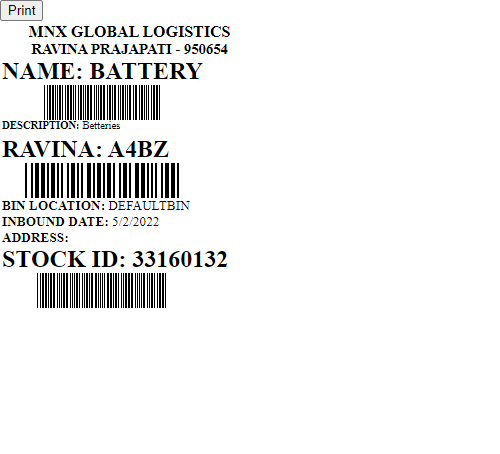 Print
MNX GLOBAL LOGISTICS
RAVINA PRAJAPATI - 950654
NAME: BATTERY
DESCRIPTION: Betteries
RAVINA: A4BZ
BIN LOCATION: DEFAULTBIN
INBOUND DATE: 5/2/2022
ADDRESS:
STOCK ID: 33160132